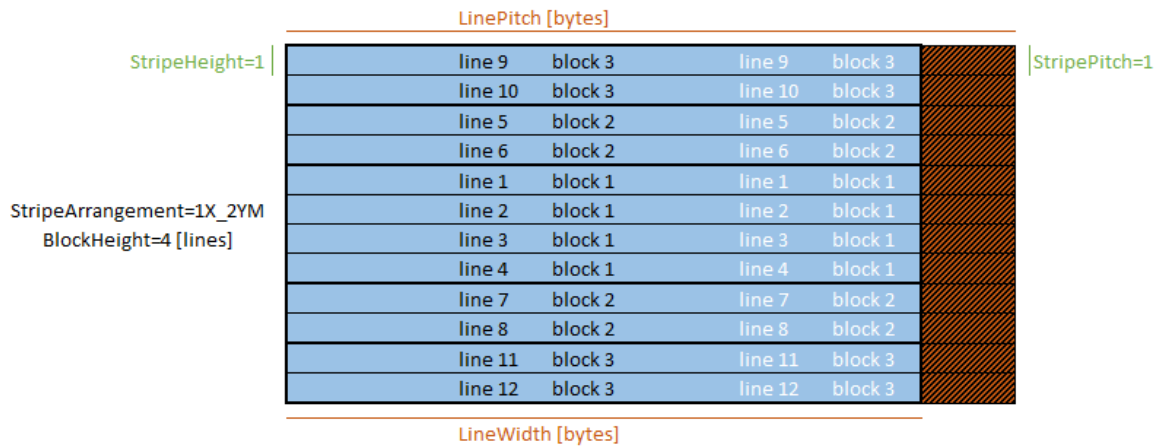 LinePitch [bytes]
StripeHeight=1 line 9 block 3 line 9 block 3 StripePitch=1
line 10 block 3 line 10 block 3
line 5 block 2 line 5 block 2
line 6 block 2 line 6 block 2
line 1 block 1 line 1 block 1
StripeArrangement=1X_2YM line 2 block 1 line 2 block 1
BlockHeight=4 [lines] line 3 block 1 line 3 block 1
line 4 block 1 line 4 block 1
line 7 block 2 line 7 block 2
line 8 block 2 line 8 block 2
line 11 block 3 line 11 block 3
line 12 block 3 line 12 block 3
LineWidth [bytes]